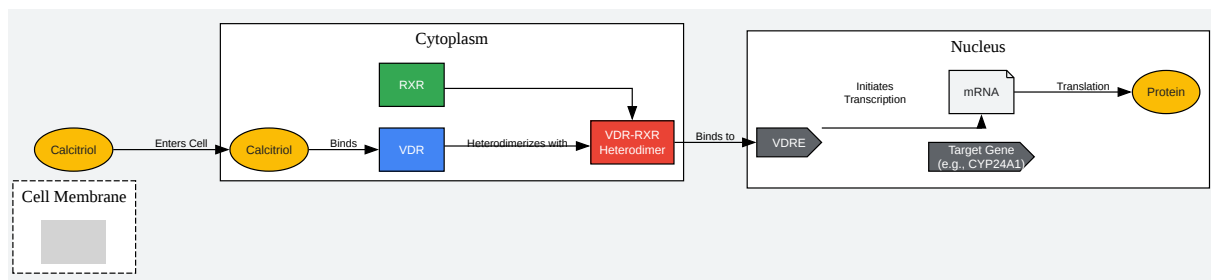 Cytoplasm
Nucleus
RXR
mRNA
Initiates
Transcription
Translation
Protein
Calcitriol
Enters Cell
Calcitriol
Binds
VDR
Heterodimerizes with
VDR-RXR
Heterodimer
Binds to
VDRE
Target Gene
(e.g., CYP24A1)
Cell Membrane